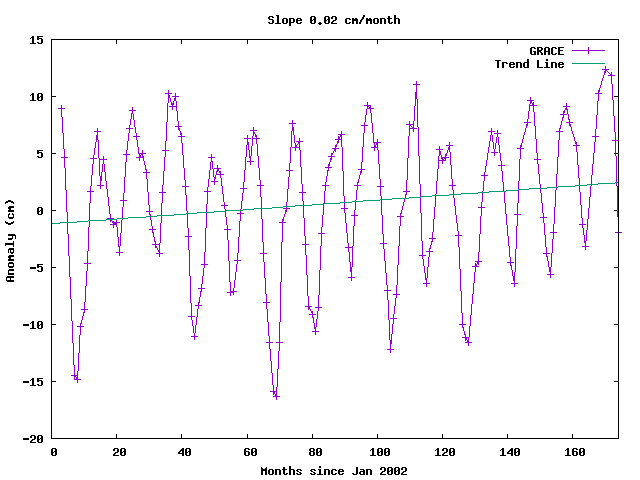 Slope 0.02 cm/month
GRACE
Trend Line
15
10
5
0
-5
-10
-15
-20
Anomaly (cm)
0 20 40 60 80 100 120 140 160
Months since Jan 2002